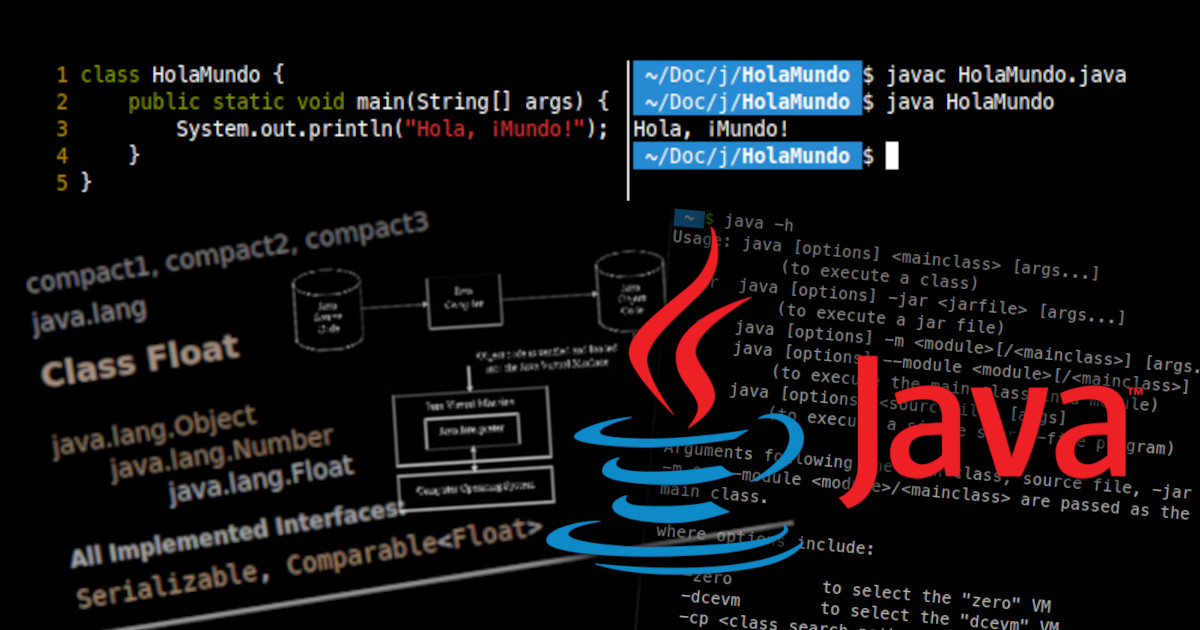 1 class HolaMundo {
2 public static void main(String[] args) {
3 System.out.println("Hola, ¡Mundo!");
4 }
5 }
~/Doc/j/HolaMundo $ javac HolaMundo.java
~/Doc/j/HolaMundo $ java HolaMundo
Hola, ¡Mundo!
~/Doc/j/HolaMundo $
compact1, compact2, compact3
java.lang
Class Float
java.lang.Object
java.lang.Number
java.lang.Float
All Implemented Interfaces:
Serializable, Comparable<Float>
Java
Source
Code
Java
Compiler
Java
Object
Code
Object code is verified and loaded
into the Java Virtual Machine
Java Virtual Machine
Java Interpreter
Computer Operating System
~ $ java -h
Usage: java [options] <mainclass> [args...]
(to execute a class)
java [options] -jar <jarfile> [args...]
(to execute a jar file)
java [options] -m <module>[/<mainclass>] [args.
java [options] --module <module>[/<mainclass>]
(to execute the main class in a module)
java [options] <sourcefile> [args]
(to execute a single source-file program)
Arguments following the main class, source file, -jar
-m or --module <module>/<mainclass> are passed as the
main class.
where options include:
-zero to select the "zero" VM
-dcevm to select the "dcevm" VM
-cp <class search
Java™